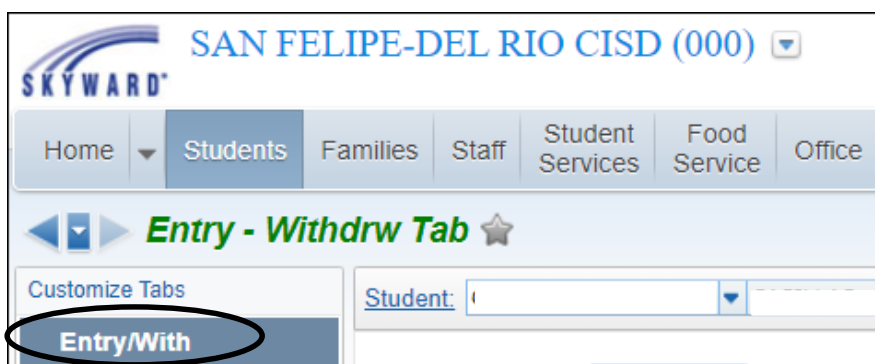 SAN FELIPE-DEL RIO CISD (000)
SKYWARD
Home
Students
Families
Staff
Student
Services
Food
Service
Office
Entry - Withdrw Tab
Customize Tabs
Student:
Entry/With